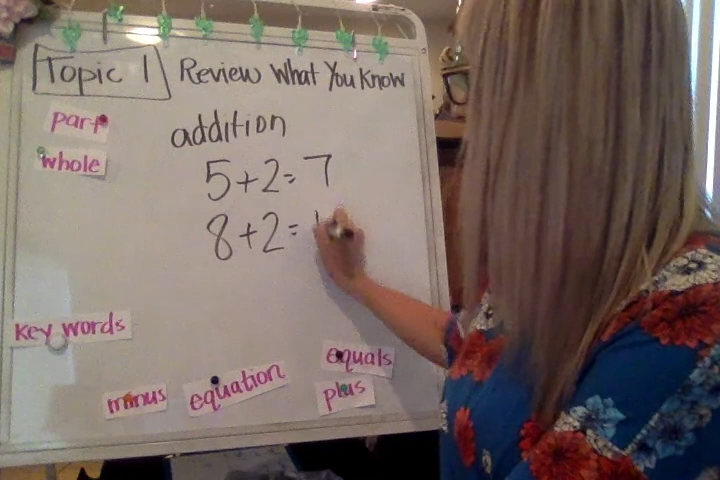 Topic 1 Review What You Know
part
addition
whole
5+2=7
8+2=
key words
equals
minus
equation
plus